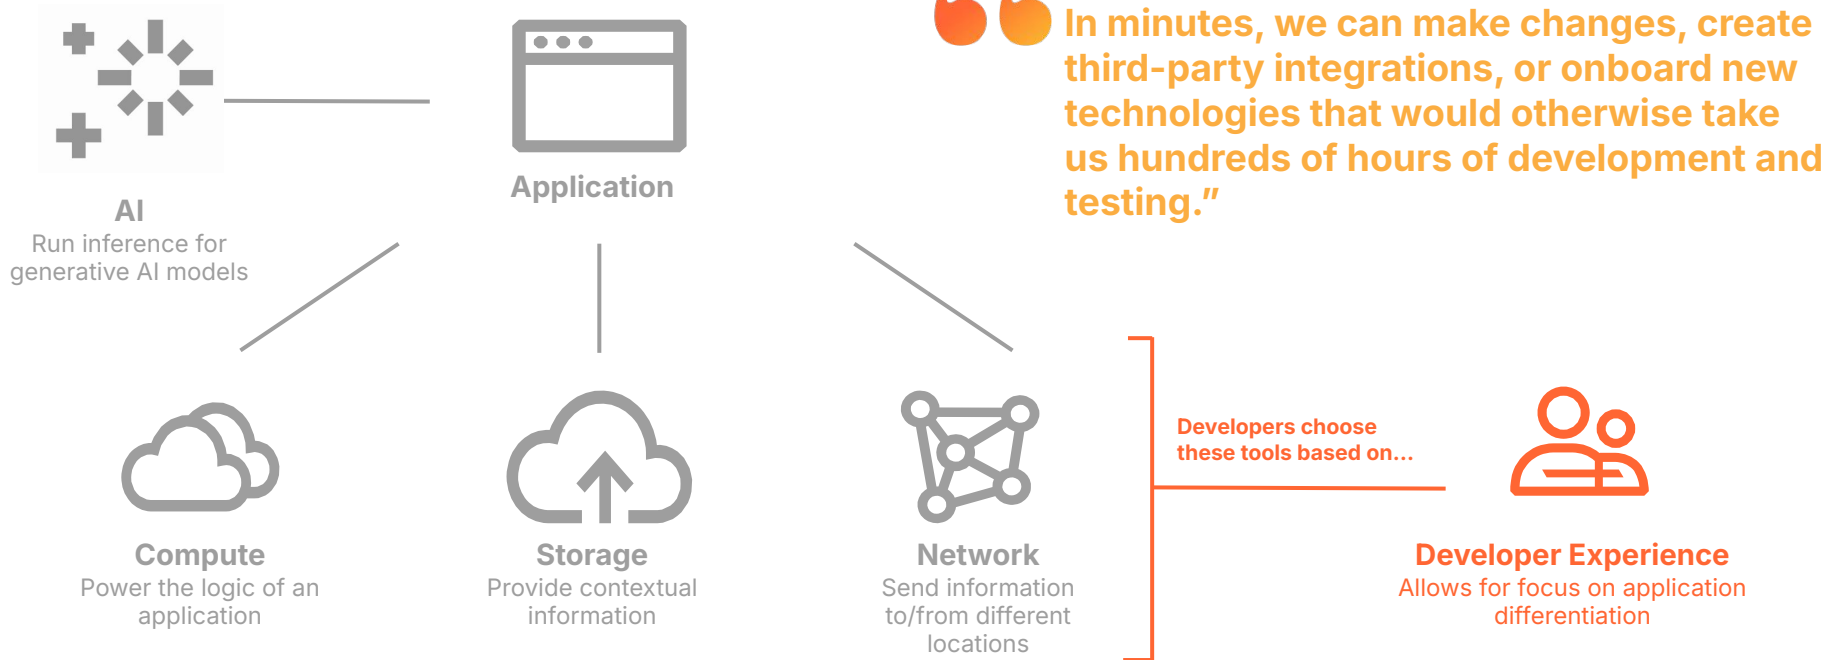 In minutes, we can make changes, create
third-party integrations, or onboard new
technologies that would otherwise take
us hundreds of hours of development and
testing.”
AI
Run inference for
generative AI models
Application
Compute
Power the logic of an
application
Storage
Provide contextual
information
Network
Send information
to/from different
locations
Developers choose
these tools based on...
Developer Experience
Allows for focus on application
differentiation